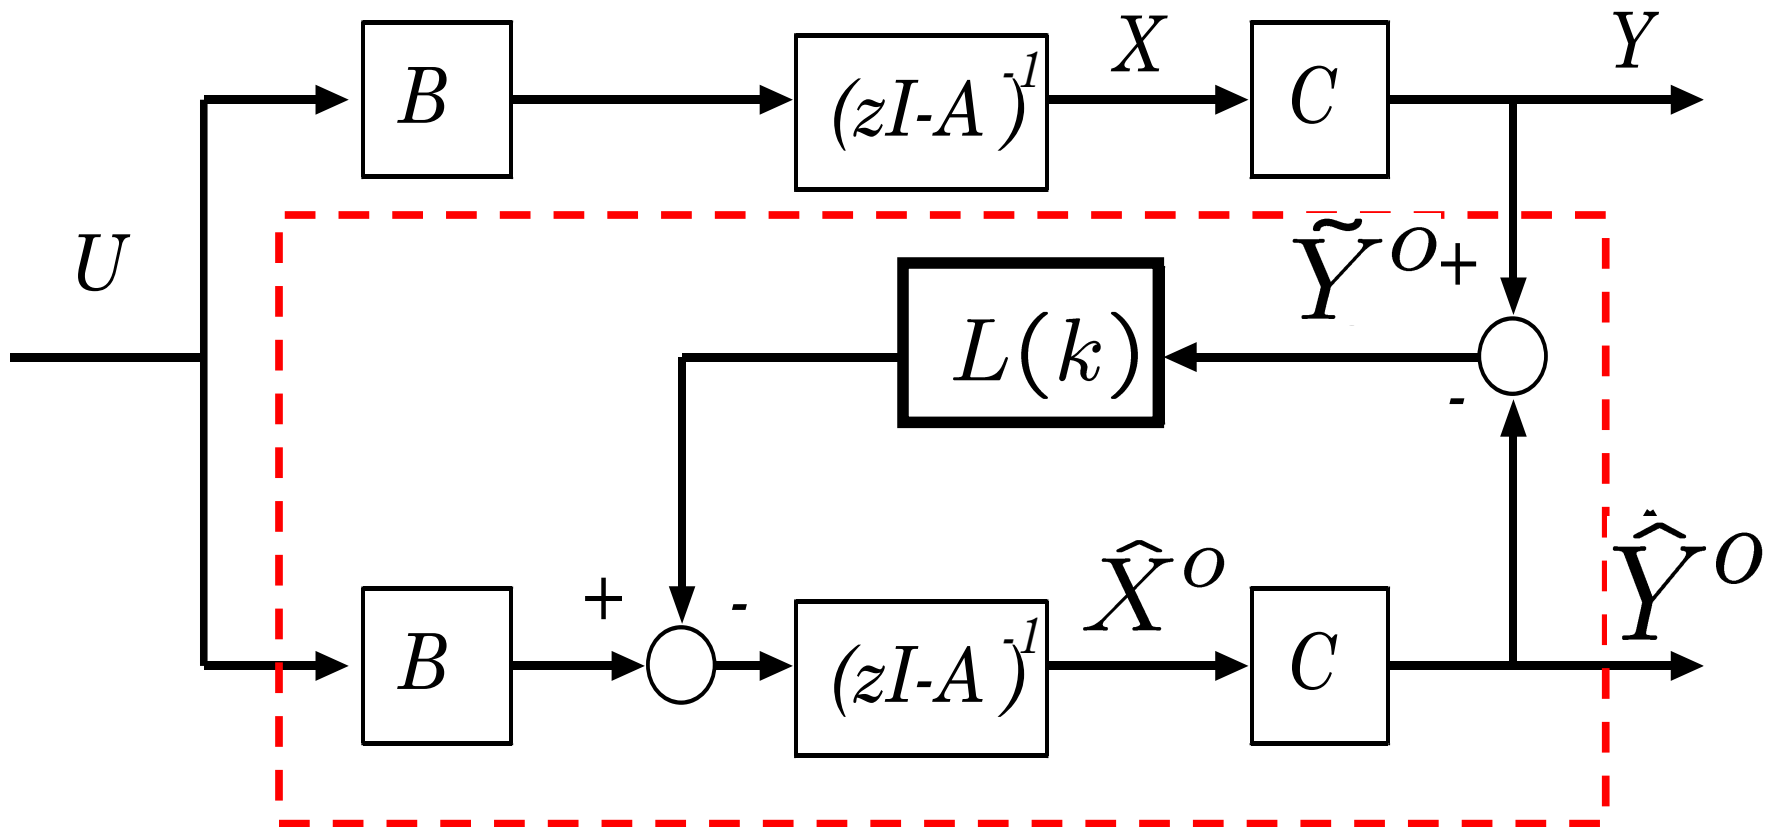 B (zI-A)⁻¹ X C Y
U
Ỹᴼ +
L(k)
-
+ - X̂ᴼ Ŷᴼ
B (zI-A)⁻¹ C